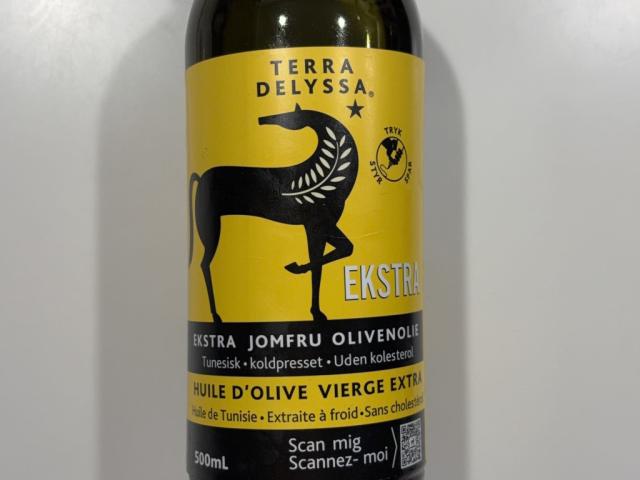 TERRA
DELYSSA®
TRYK
STYR
SPAR
EKSTRA
EKSTRA JOMFRU OLIVENOLIE
Tunesisk • koldpresset • Uden kolesterol
HUILE D'OLIVE VIERGE EXTRA
Huile de Tunisie • Extraite à froid • Sans cholestérol
Scan mig
500mL Scannez- moi